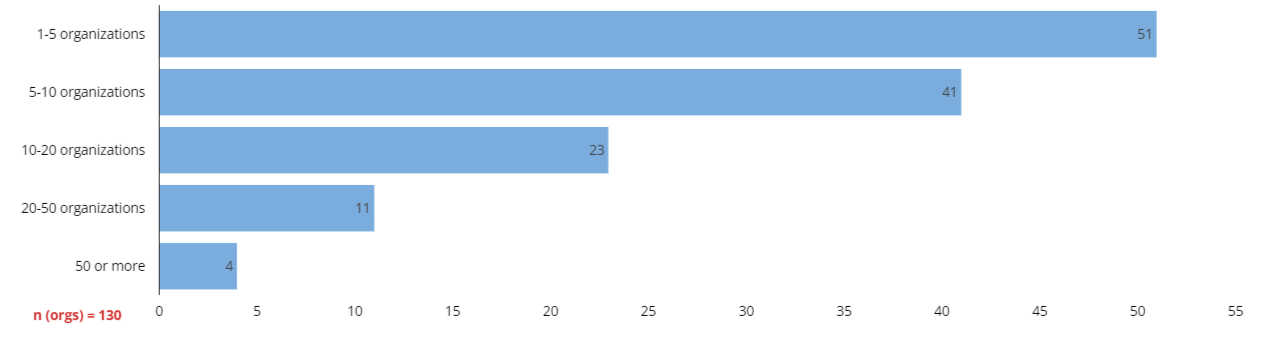 1-5 organizations 51
5-10 organizations 41
10-20 organizations 23
20-50 organizations 11
50 or more 4
n (orgs) = 130 0 5 10 15 20 25 30 35 40 45 50 55